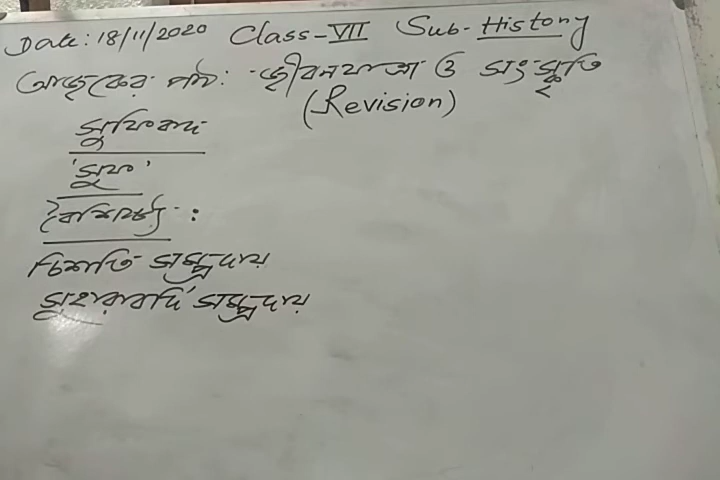 Date: 18/11/2020 Class-VII Sub-History
আজকের পাঠ: জীবনযাত্রা ও সংস্কৃতি
(Revision)
সুফিবাদ
'সুফ'
বৈশিষ্ট্য:
চিশতি সম্প্রদায়
সুহরাবর্দি সম্প্রদায়